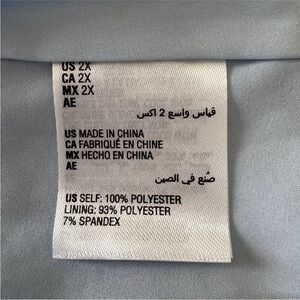 US 2X
CA 2X
MX 2X
AE
قياس واسع 2 اكس
US MADE IN CHINA
CA FABRIQUÉ EN CHINE
MX HECHO EN CHINA
AE
صّنع في الصين
US SELF: 100% POLYESTER
LINING: 93% POLYESTER
7% SPANDEX